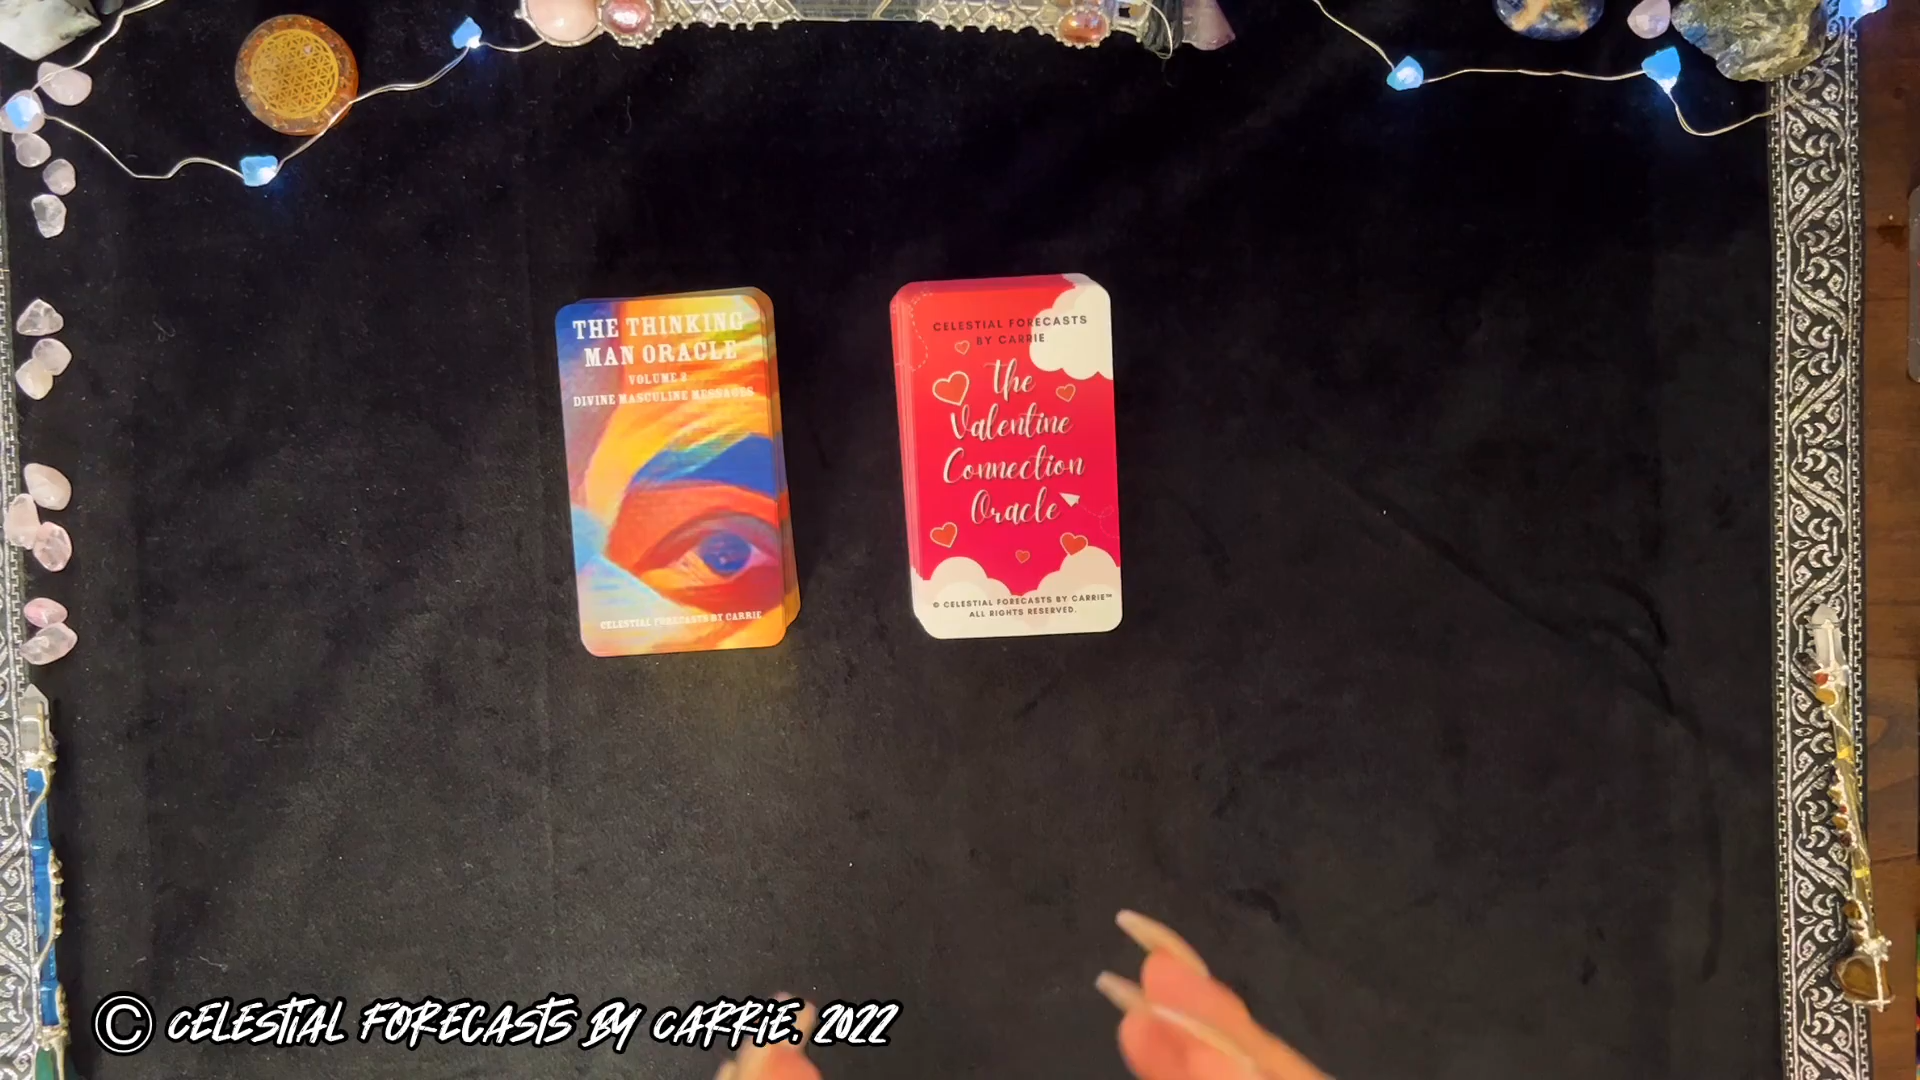 THE THINKING
MAN ORACLE
VOLUME 2
DIVINE MASCULINE MESSAGES
CELESTIAL FORECASTS BY CARRIE
CELESTIAL FORECASTS
BY CARRIE
The
Valentine
Connection
Oracle
© CELESTIAL FORECASTS BY CARRIE™
ALL RIGHTS RESERVED.
© CELESTIAL FORECASTS BY CARRIE. 2022